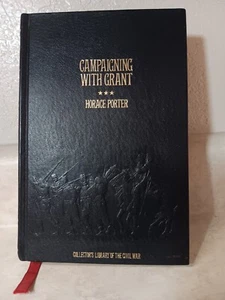 CAMPAIGNING
WITH GRANT
★★★
HORACE PORTER
COLLECTOR'S LIBRARY OF THE CIVIL WAR